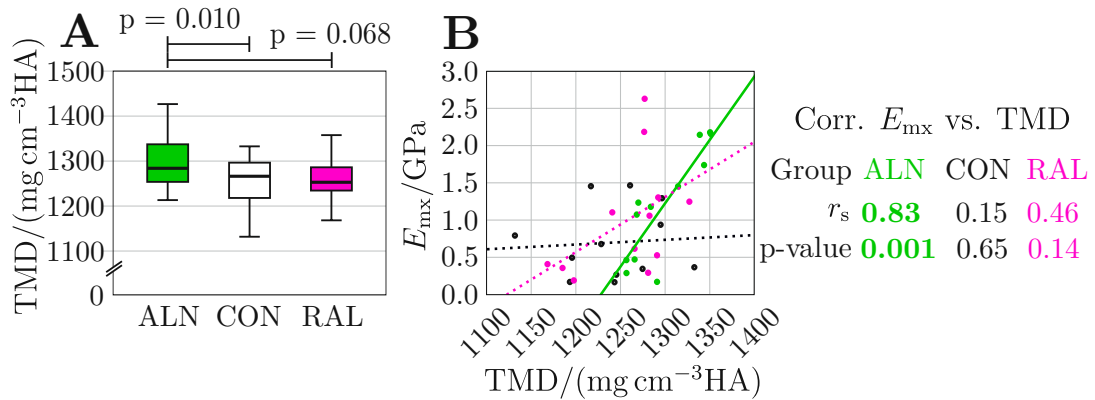 A
p = 0.010
p = 0.068
TMD/(mg cm⁻³HA)
1500
1400
1300
1200
1100
0
ALN CON RAL
B
Eₘₓ/GPa
3.0
2.5
2.0
1.5
1.0
0.5
0.0
1100 1150 1200 1250 1300 1350 1400
TMD/(mg cm⁻³HA)
Corr. Eₘₓ vs. TMD
Group ALN CON RAL
rₛ 0.83 0.15 0.46
p-value 0.001 0.65 0.14